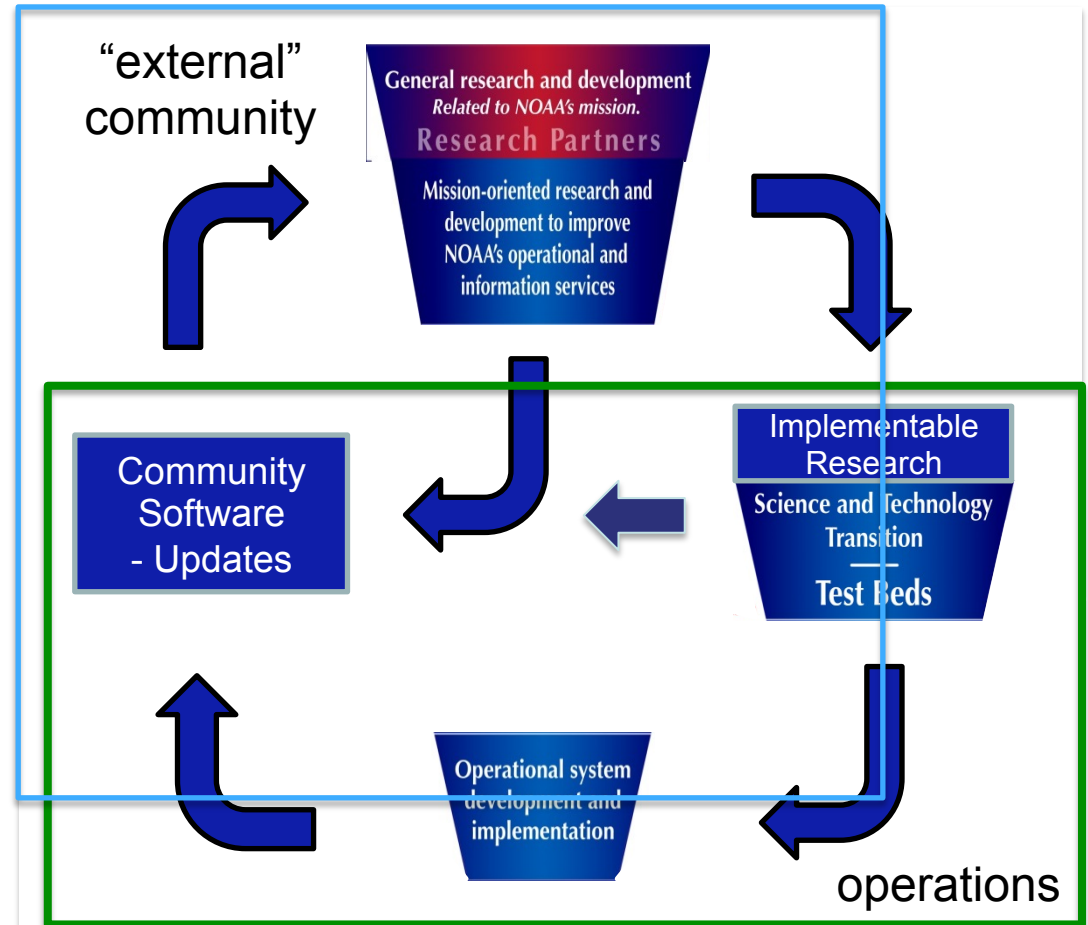 “external”
community
General research and development
Related to NOAA's mission.
Research Partners
Mission-oriented research and
development to improve
NOAA's operational and
information services
Community
Software
- Updates
Implementable
Research
Science and Technology
Transition
Test Beds
Operational system
development and
implementation
operations